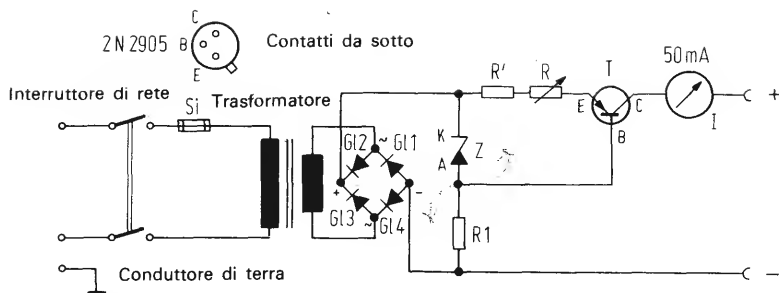 C
2N2905 B
E
Contatti da sotto
Interruttore di rete
Si
Trasformatore
Gl2
~
Gl1
+
-
Gl3
~
Gl4
K
A
Z
R1
R'
R
T
E
C
B
50mA
I
+
−
Conduttore di terra